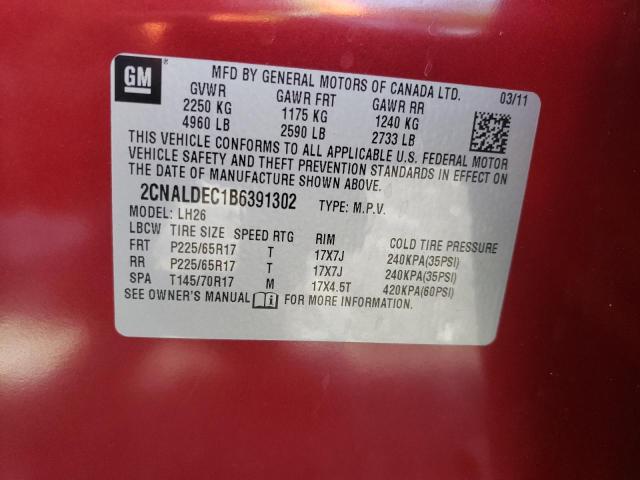 GM ®
MFD BY GENERAL MOTORS OF CANADA LTD. 03/11
GVWR GAWR FRT GAWR RR
2250 KG 1175 KG 1240 KG
4960 LB 2590 LB 2733 LB
THIS VEHICLE CONFORMS TO ALL APPLICABLE U.S. FEDERAL MOTOR
VEHICLE SAFETY AND THEFT PREVENTION STANDARDS IN EFFECT ON
THE DATE OF MANUFACTURE SHOWN ABOVE.
2CNALDEC1B6391302 TYPE: M.P.V.
MODEL: LH26
LBCW TIRE SIZE SPEED RTG RIM COLD TIRE PRESSURE
FRT P225/65R17 T 17X7J 240KPA(35PSI)
RR P225/65R17 T 17X7J 240KPA(35PSI)
SPA T145/70R17 M 17X4.5T 420KPA(60PSI)
SEE OWNER'S MANUAL i FOR MORE INFORMATION.